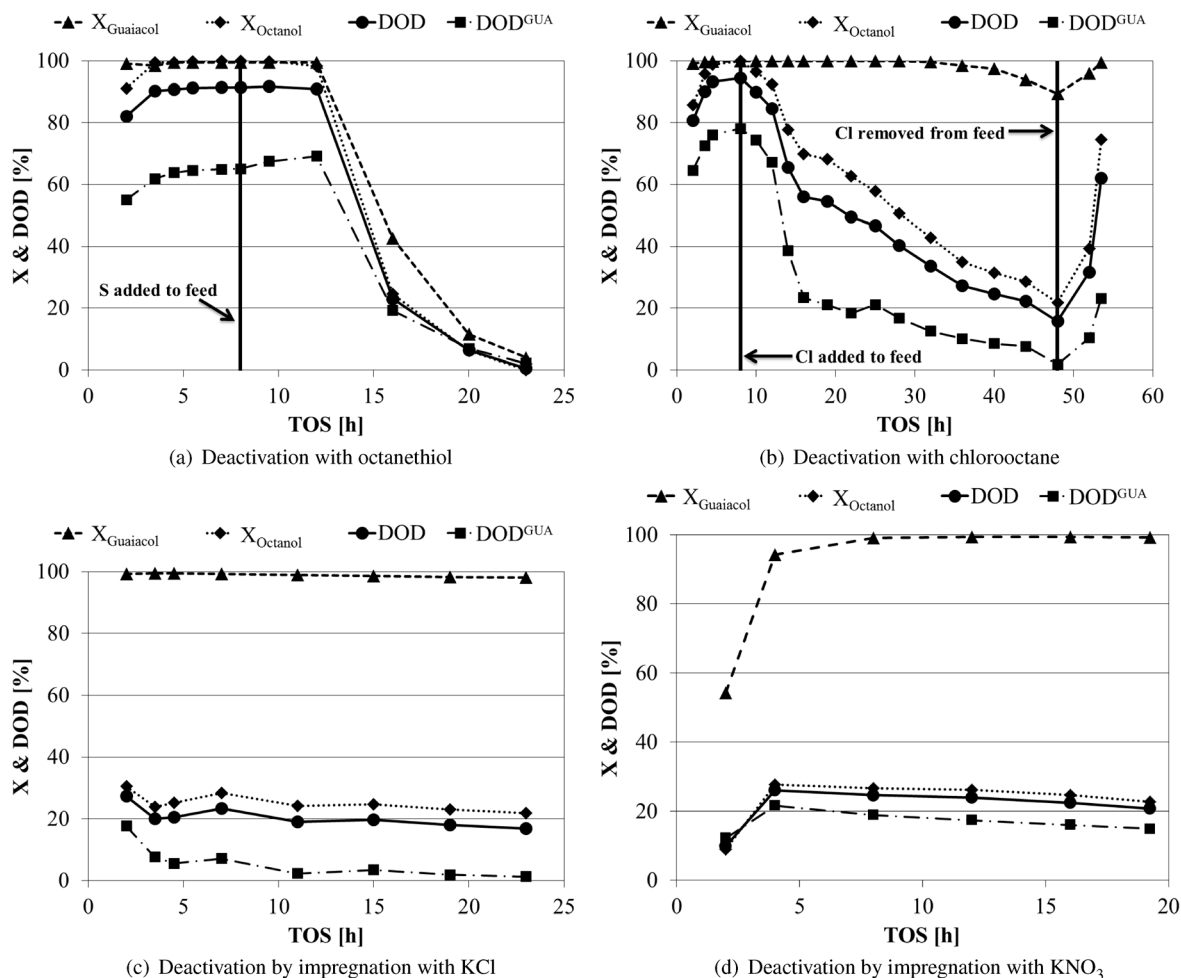 X_Guaiacol X_Octanol DOD DOD^GUA
X & DOD [%]
100
80
60
40
20
0
S added to feed
0 5 10 15 20 25
TOS [h]
(a) Deactivation with octanethiol
X_Guaiacol X_Octanol DOD DOD^GUA
X & DOD [%]
100
80
60
40
20
0
Cl removed from feed
Cl added to feed
0 10 20 30 40 50 60
TOS [h]
(b) Deactivation with chlorooctane
X_Guaiacol X_Octanol DOD DOD^GUA
X & DOD [%]
100
80
60
40
20
0
0 5 10 15 20 25
TOS [h]
(c) Deactivation by impregnation with KCl
X_Guaiacol X_Octanol DOD DOD^GUA
X & DOD [%]
100
80
60
40
20
0
0 5 10 15 20
TOS [h]
(d) Deactivation by impregnation with KNO₃